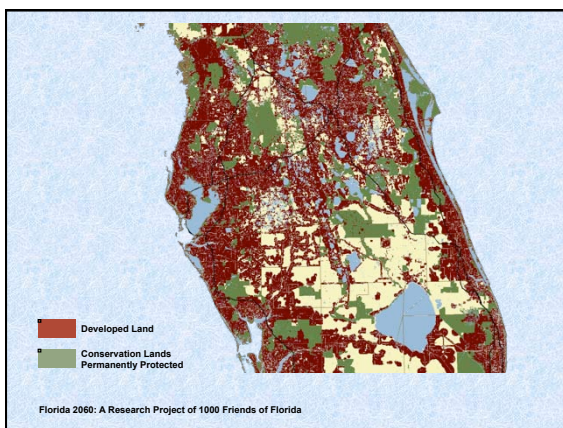 Developed Land
Conservation Lands
Permanently Protected
Florida 2060: A Research Project of 1000 Friends of Florida